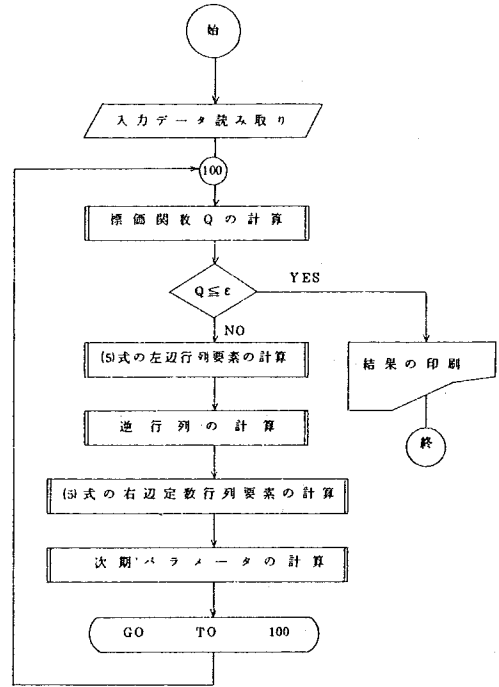 始
入力データ読み取り
100
標価関数Qの計算
Q≦ε
YES
NO
(5)式の左辺行列要素の計算
結果の印刷
逆行列の計算
終
(5)式の右辺定数行列要素の計算
次期パラメータの計算
GO TO 100